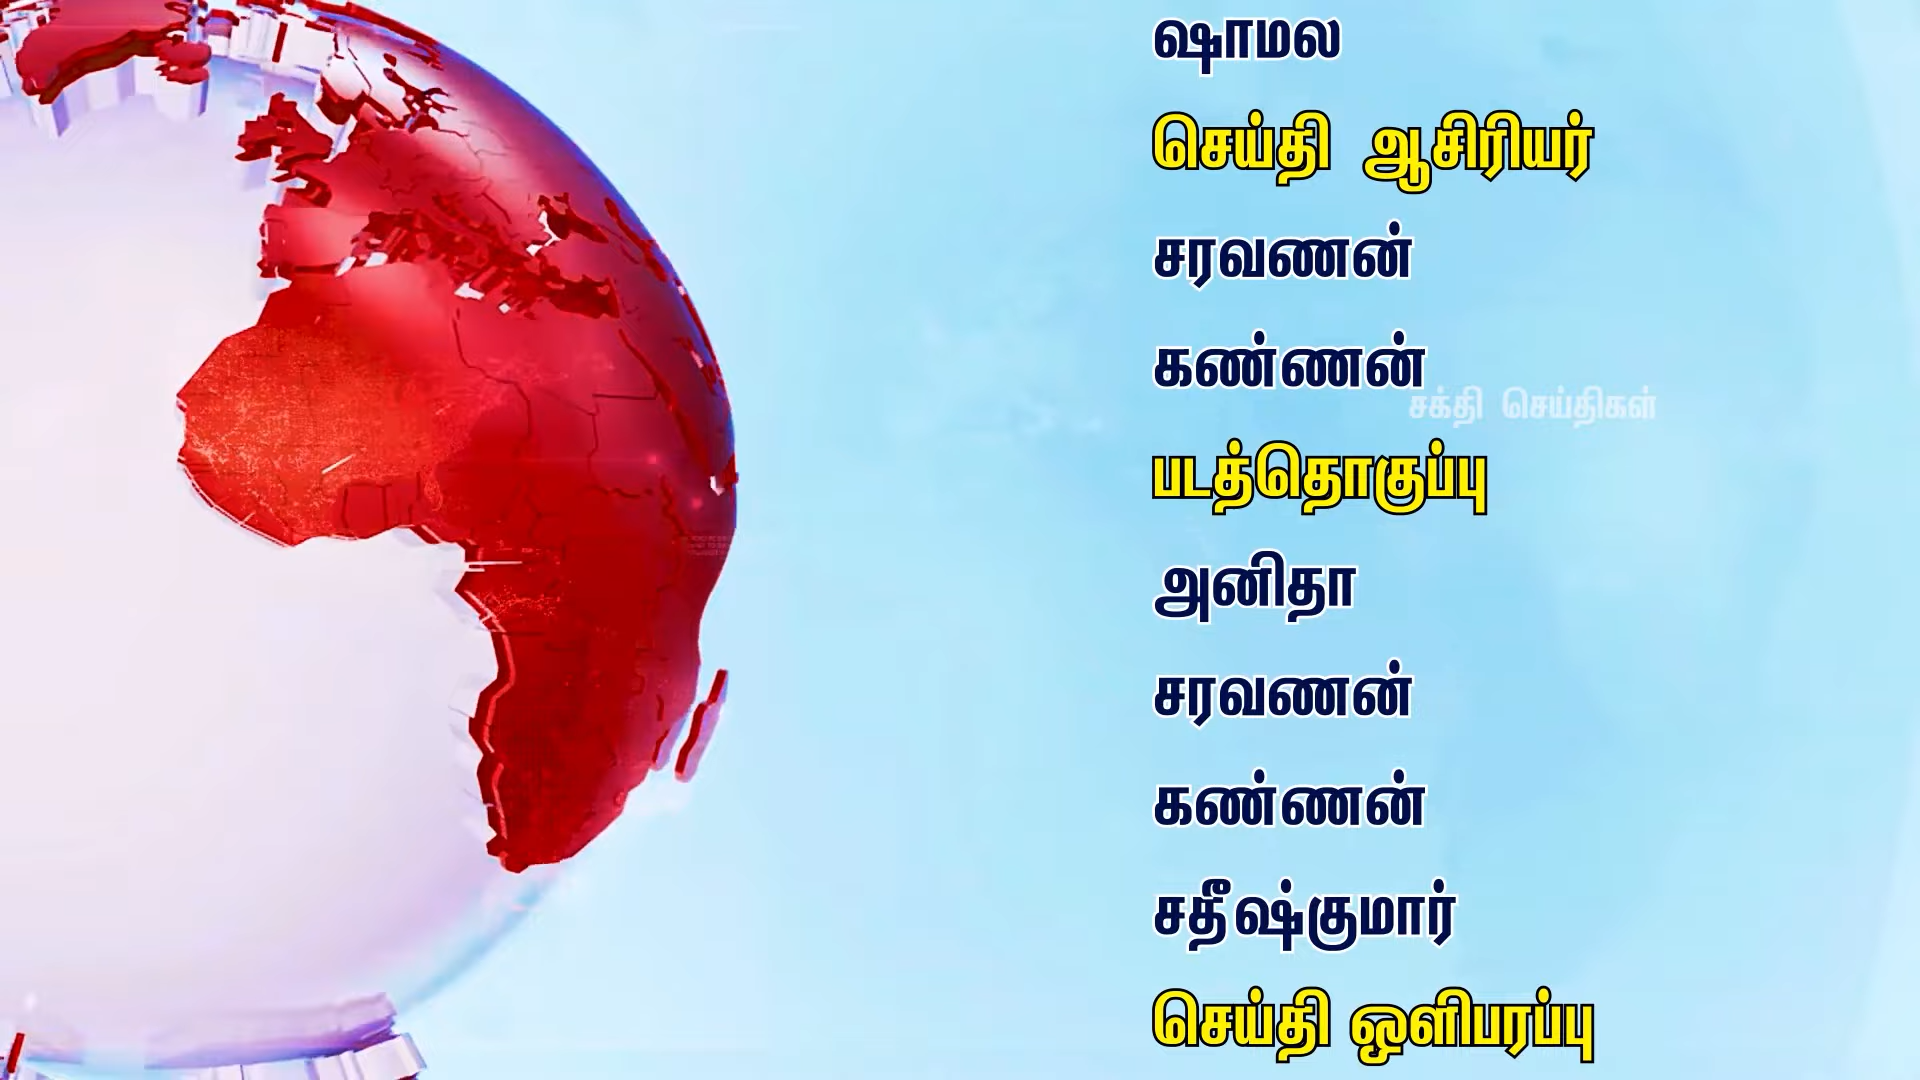 ஷாமல
செய்தி ஆசிரியர்
சரவணன்
கண்ணன்
சக்தி செய்திகள்
படத்தொகுப்பு
அனிதா
சரவணன்
கண்ணன்
சதீஷ்குமார்
செய்தி ஒளிபரப்பு